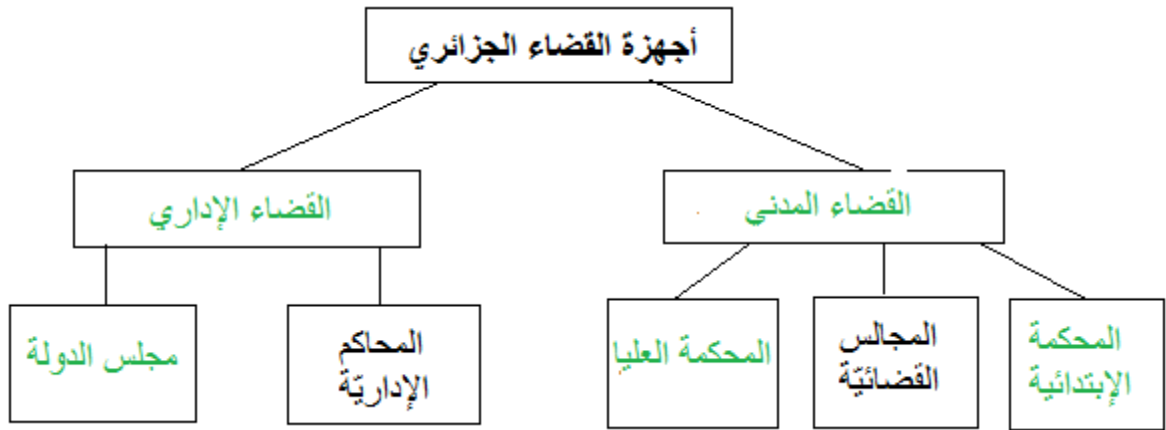 أجهزة القضاء الجزائري
القضاء المدني
القضاء الإداري
المحكمة
الإبتدائية
المجالس
القضائيّة
المحكمة العليا
المحاكم
الإداريّة
مجلس الدولة